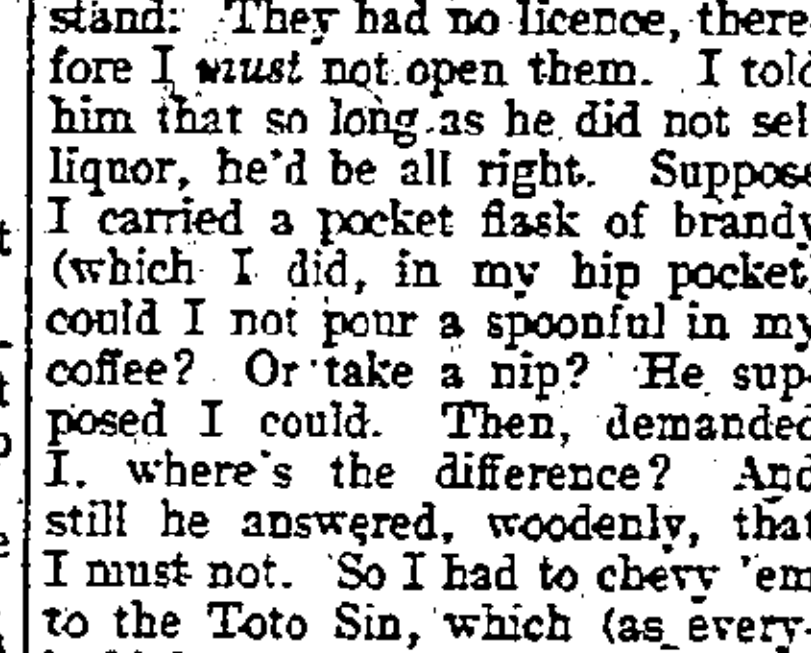 stand: They had no licence, there-
fore I must not open them. I told
him that so long as he did not sell
liquor, he'd be all right. Suppose
I carried a pocket flask of brandy
(which I did, in my hip pocket)
could I not pour a spoonful in my
coffee? Or take a nip? He sup-
posed I could. Then, demanded
I, where's the difference? And
still he answered, woodenly, that
I must not. So I had to chevy 'em
to the Toto Sin, which (as every-